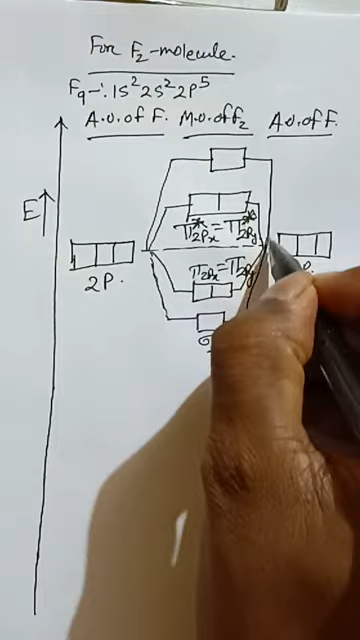 For F2-molecule.
F9-:. 1S² 2S² 2P⁵
A.O. of F. M.O. of F2 A.O. of F.
E
π*2Px = π*2Py
2P.
π2Px = π2Py
σ